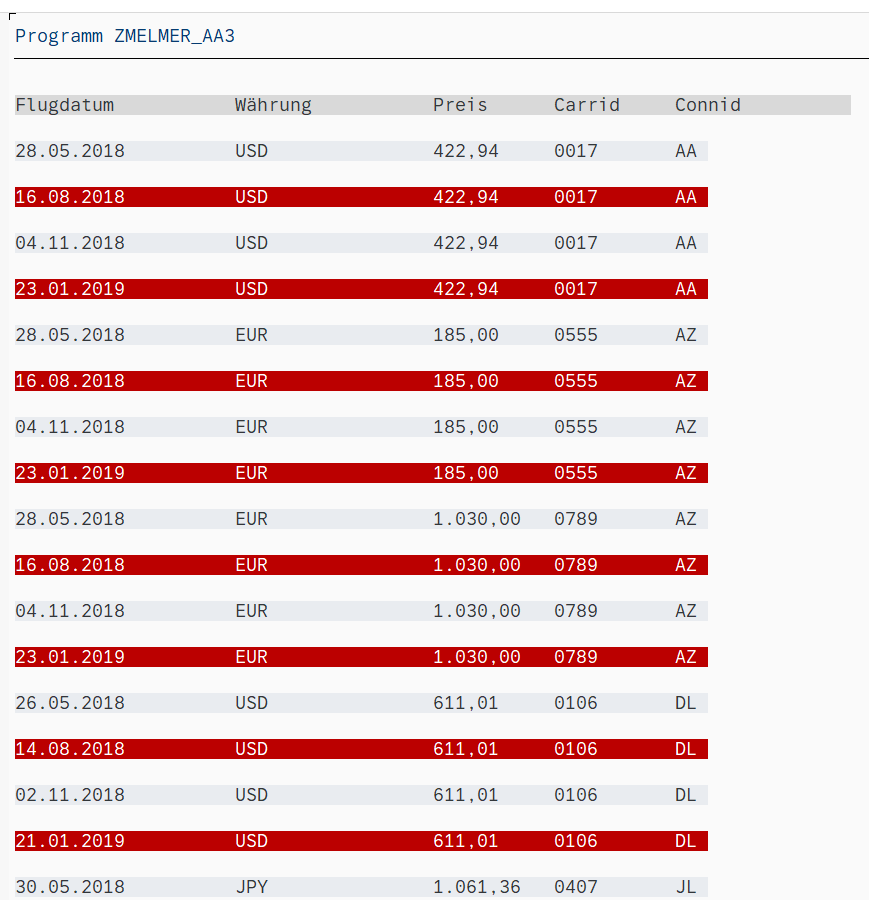 Programm ZMELMER_AA3
Flugdatum Währung Preis Carrid Connid
28.05.2018 USD 422,94 0017 AA
16.08.2018 USD 422,94 0017 AA
04.11.2018 USD 422,94 0017 AA
23.01.2019 USD 422,94 0017 AA
28.05.2018 EUR 185,00 0555 AZ
16.08.2018 EUR 185,00 0555 AZ
04.11.2018 EUR 185,00 0555 AZ
23.01.2019 EUR 185,00 0555 AZ
28.05.2018 EUR 1.030,00 0789 AZ
16.08.2018 EUR 1.030,00 0789 AZ
04.11.2018 EUR 1.030,00 0789 AZ
23.01.2019 EUR 1.030,00 0789 AZ
26.05.2018 USD 611,01 0106 DL
14.08.2018 USD 611,01 0106 DL
02.11.2018 USD 611,01 0106 DL
21.01.2019 USD 611,01 0106 DL
30.05.2018 JPY 1.061,36 0407 JL